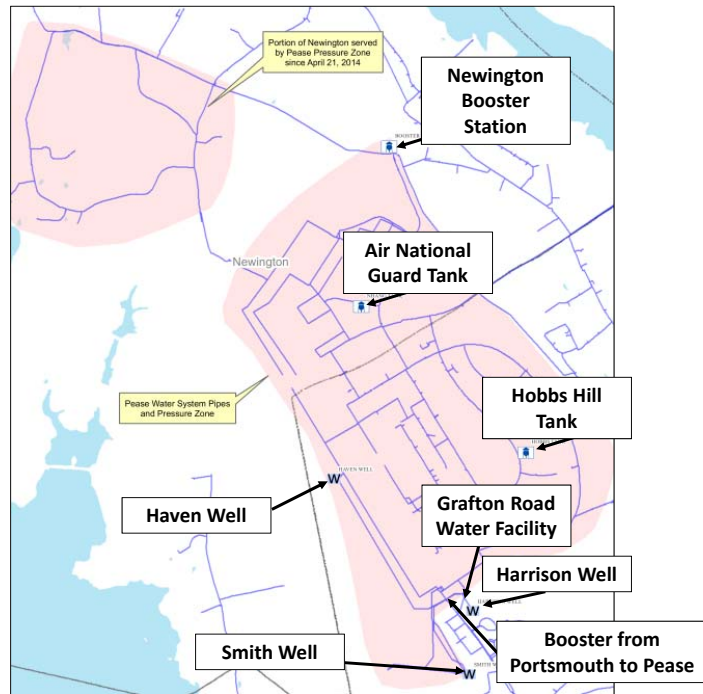 Portion of Newington served
by Pease Pressure Zone
since April 21, 2014
Newington
Booster
Station
BOOSTER
Newington
Air National
Guard Tank
Pease Water System Pipes
and Pressure Zone
Hobbs Hill
Tank
W HAVEN WELL
Haven Well
Grafton Road
Water Facility
Harrison Well
W
Booster from
Portsmouth to Pease
Smith Well
W SMITH W